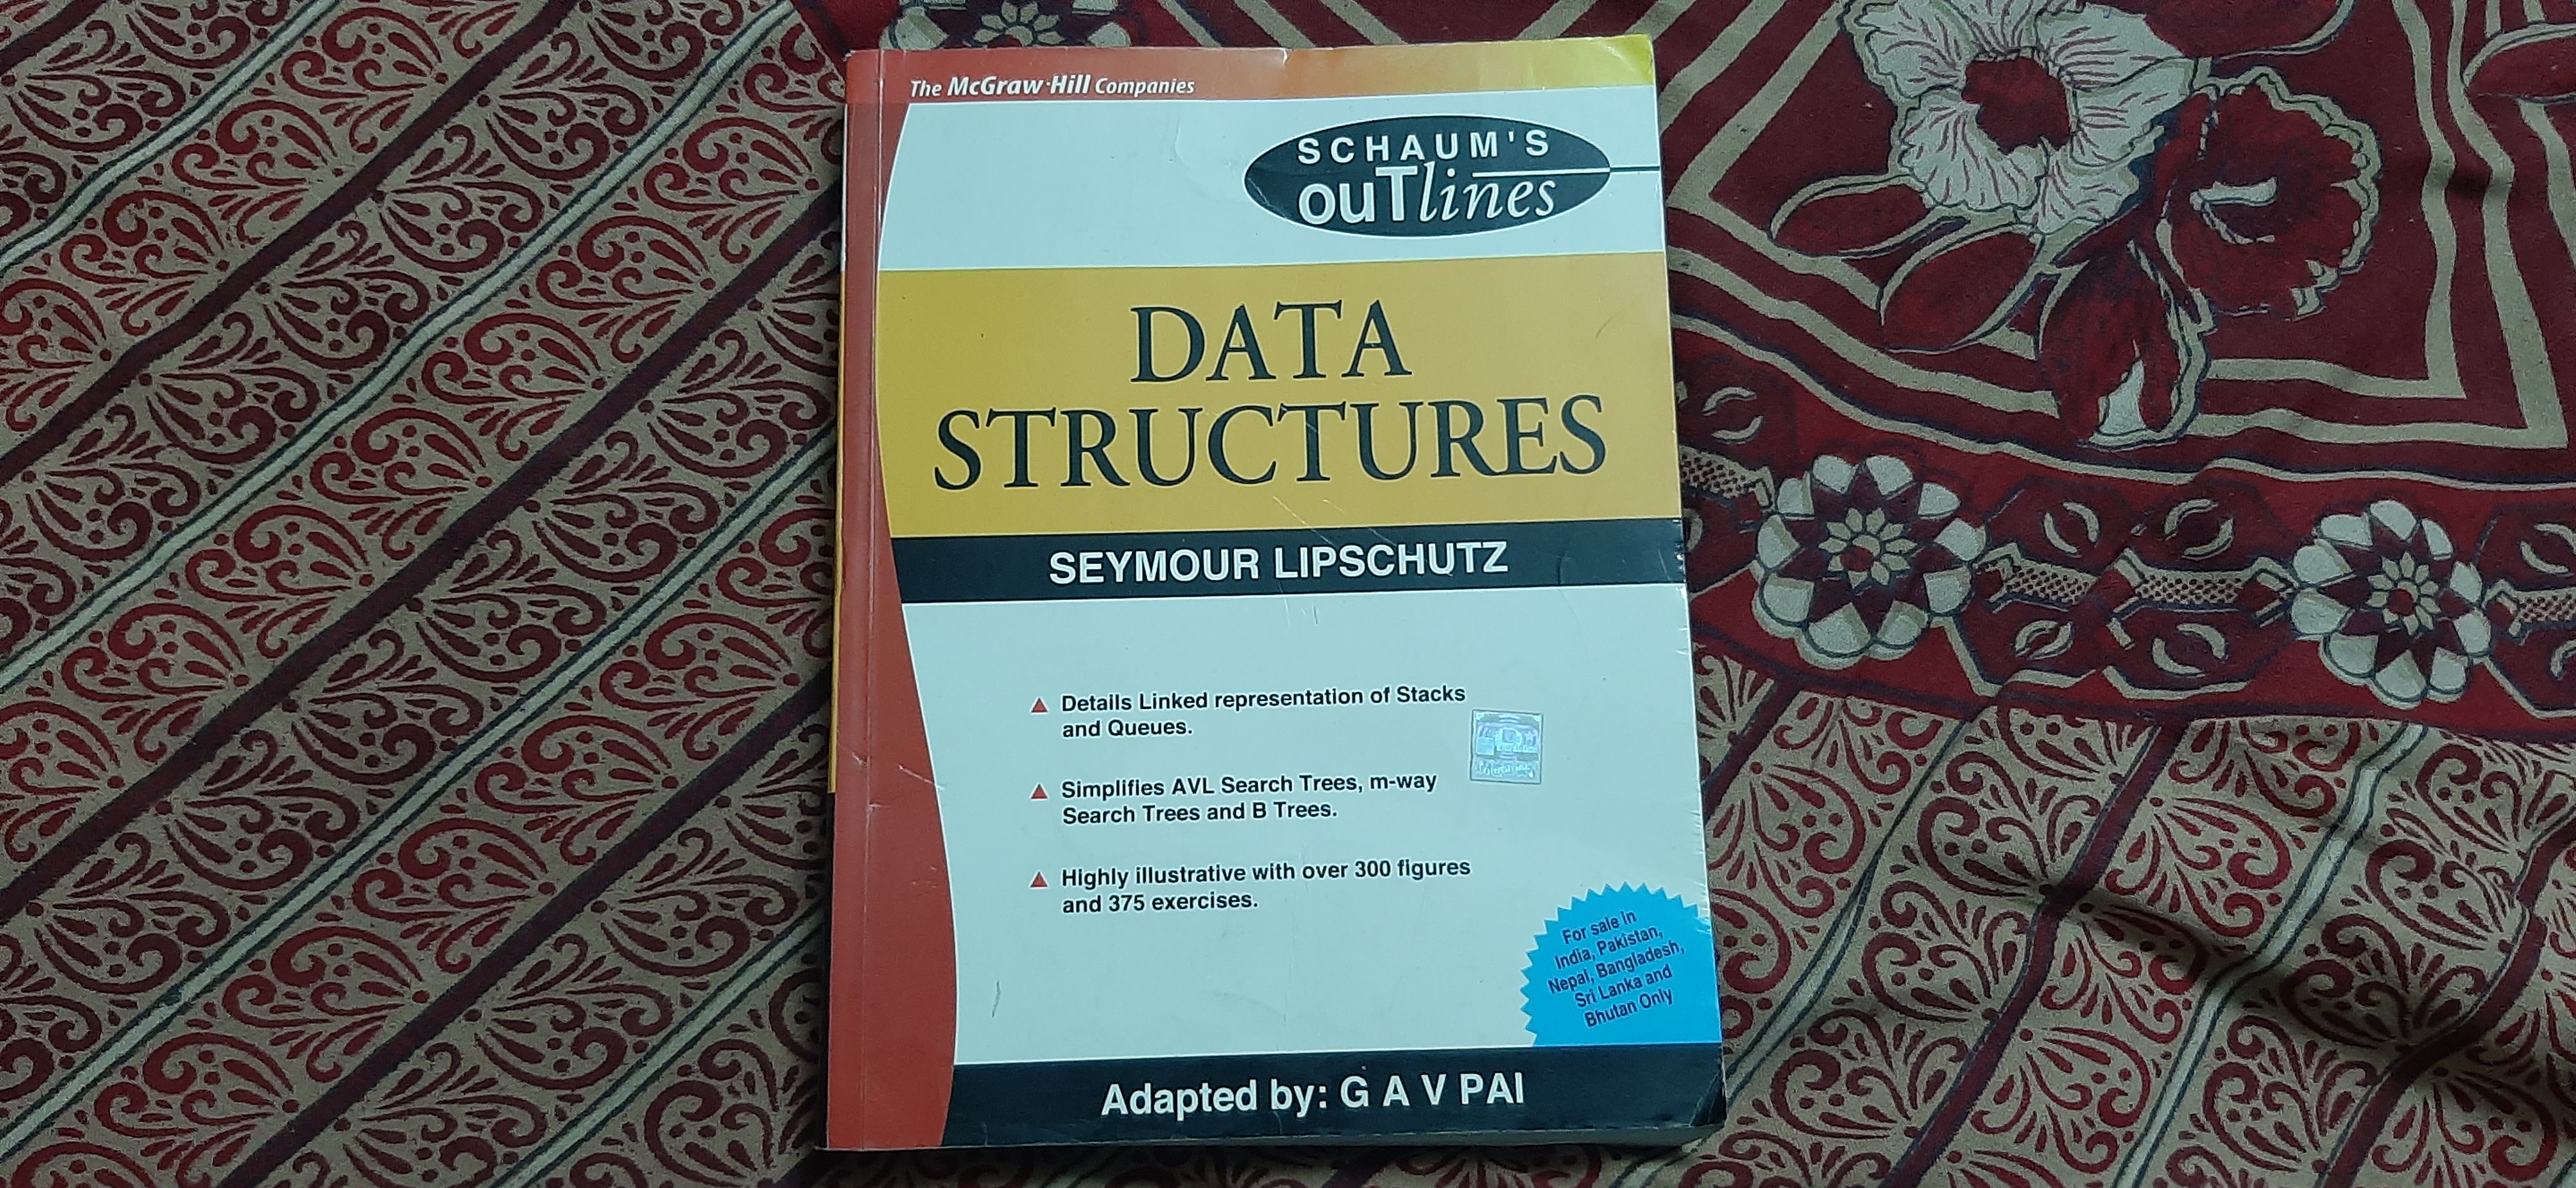 The McGraw·Hill Companies
SCHAUM'S
ouTlines
DATA
STRUCTURES
SEYMOUR LIPSCHUTZ
Details Linked representation of Stacks
and Queues.
Simplifies AVL Search Trees, m-way
Search Trees and B Trees.
Highly illustrative with over 300 figures
and 375 exercises.
For sale in
India, Pakistan,
Nepal, Bangladesh,
Sri Lanka and
Bhutan Only
Adapted by: G A V PAI